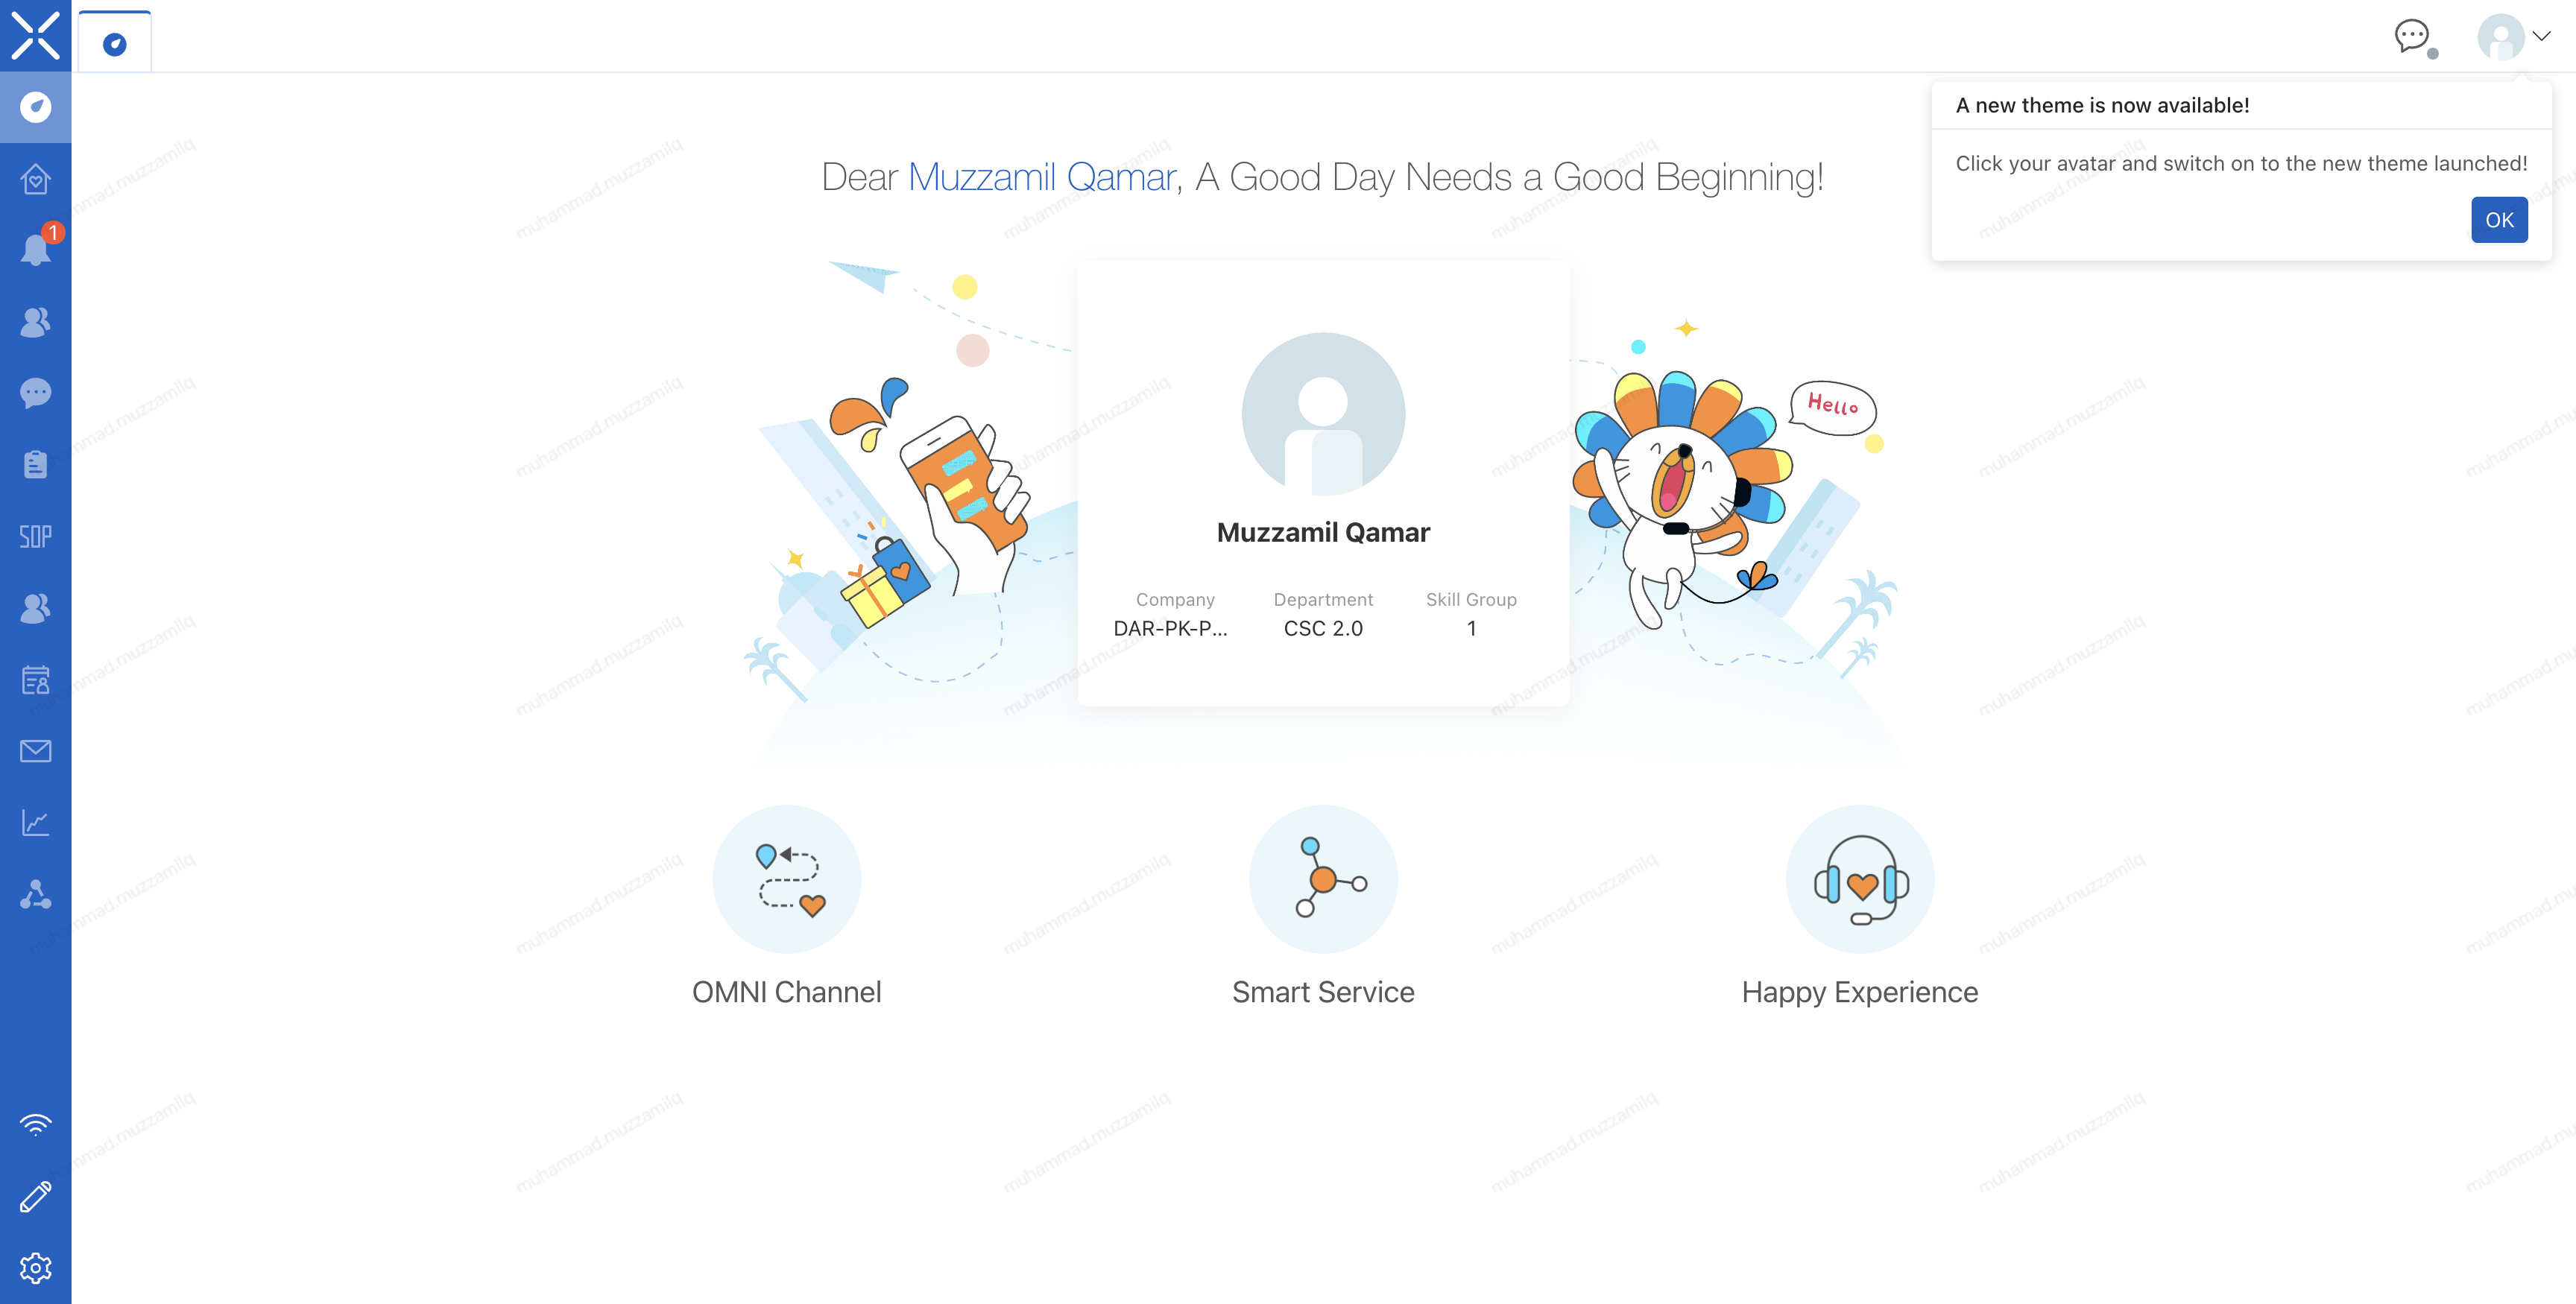 A new theme is now available!
Click your avatar and switch on to the new theme launched!
OK
Dear Muzzamil Qamar, A Good Day Needs a Good Beginning!
1
SOP
Hello
Muzzamil Qamar
Company Department Skill Group
DAR-PK-P... CSC 2.0 1
OMNI Channel Smart Service Happy Experience
muhammad.muzzamilq